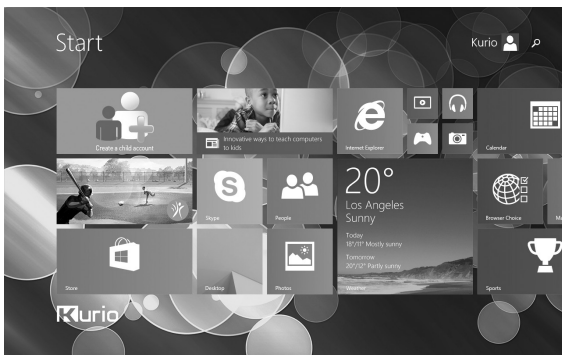 Start
Kurio
Create a child account
Innovative ways to teach computers
to kids.
Internet Explorer
Calendar
Skype
People
20°
Los Angeles
Sunny
Today
18°/11° Mostly sunny
Tomorrow
20°/12° Partly sunny
Weather
Browser Choice
Me
Store
Desktop
Photos
Sports
Kurio